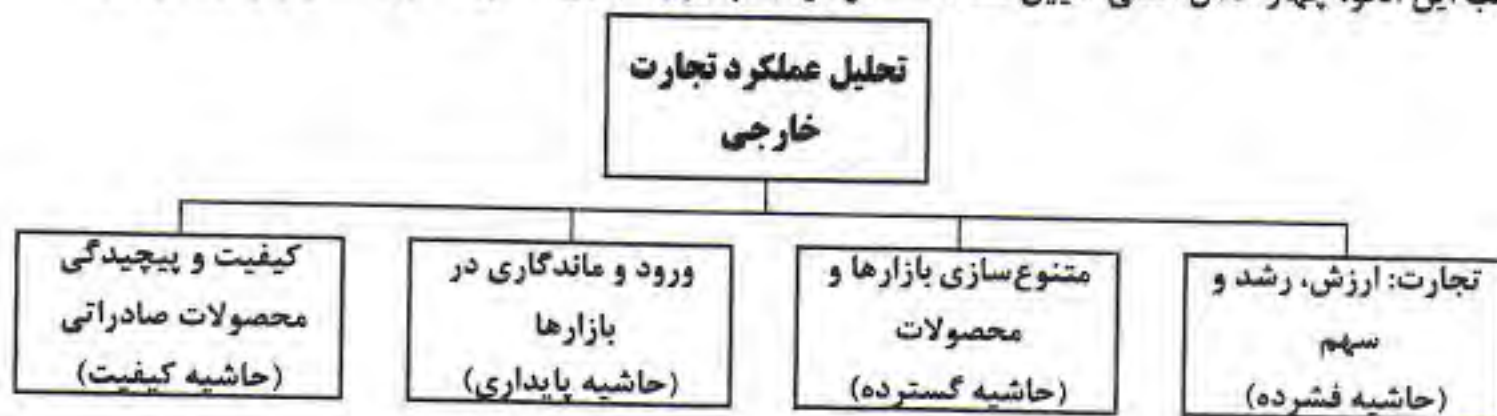 تحلیل عملکرد تجارت
خارجی
تجارت: ارزش، رشد و
سهم
(حاشیه فشرده)
متنوع‌سازی بازارها و
محصولات
(حاشیه گسترده)
ورود و ماندگاری در
بازارها
(حاشیه پایداری)
کیفیت و پیچیدگی
محصولات صادراتی
(حاشیه کیفیت)